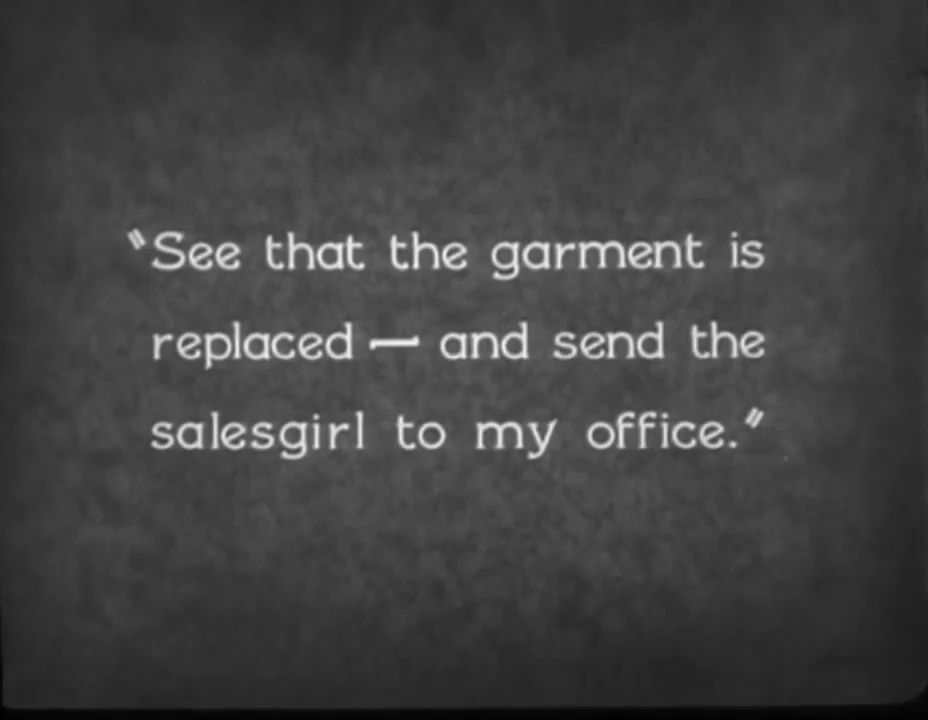 "See that the garment is
replaced — and send the
salesgirl to my office."